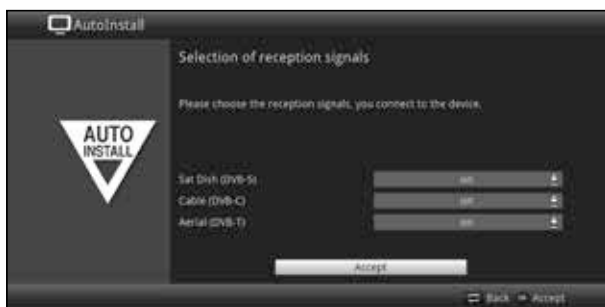 AutoInstall
Selection of reception signals
Please choose the reception signals, you connect to the device.
AUTO
INSTALL
Sat Dish (DVB-S)
Cable (DVB-C)
Aerial (DVB-T)
Accept
Back Accept